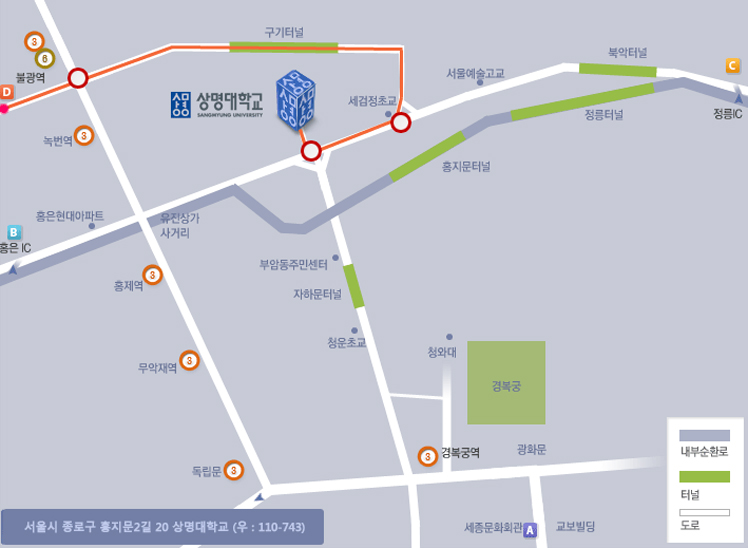 구기터널
북악터널
3
6
불광역
C
서울예술고교
D
상명대학교
SANGMYUNG UNIVERSITY
세검정초교
정릉터널
정릉IC
녹번역
3
홍지문터널
홍은현대아파트
유진상가
사거리
B
홍은 IC
부암동주민센터
홍제역
3
자하문터널
청운초교
청와대
무악재역
3
경복궁
3
경복궁역
광화문
내부순환로
독립문
3
터널
도로
서울시 종로구 홍지문2길 20 상명대학교 (우 : 110-743)
세종문화회관
A
교보빌딩